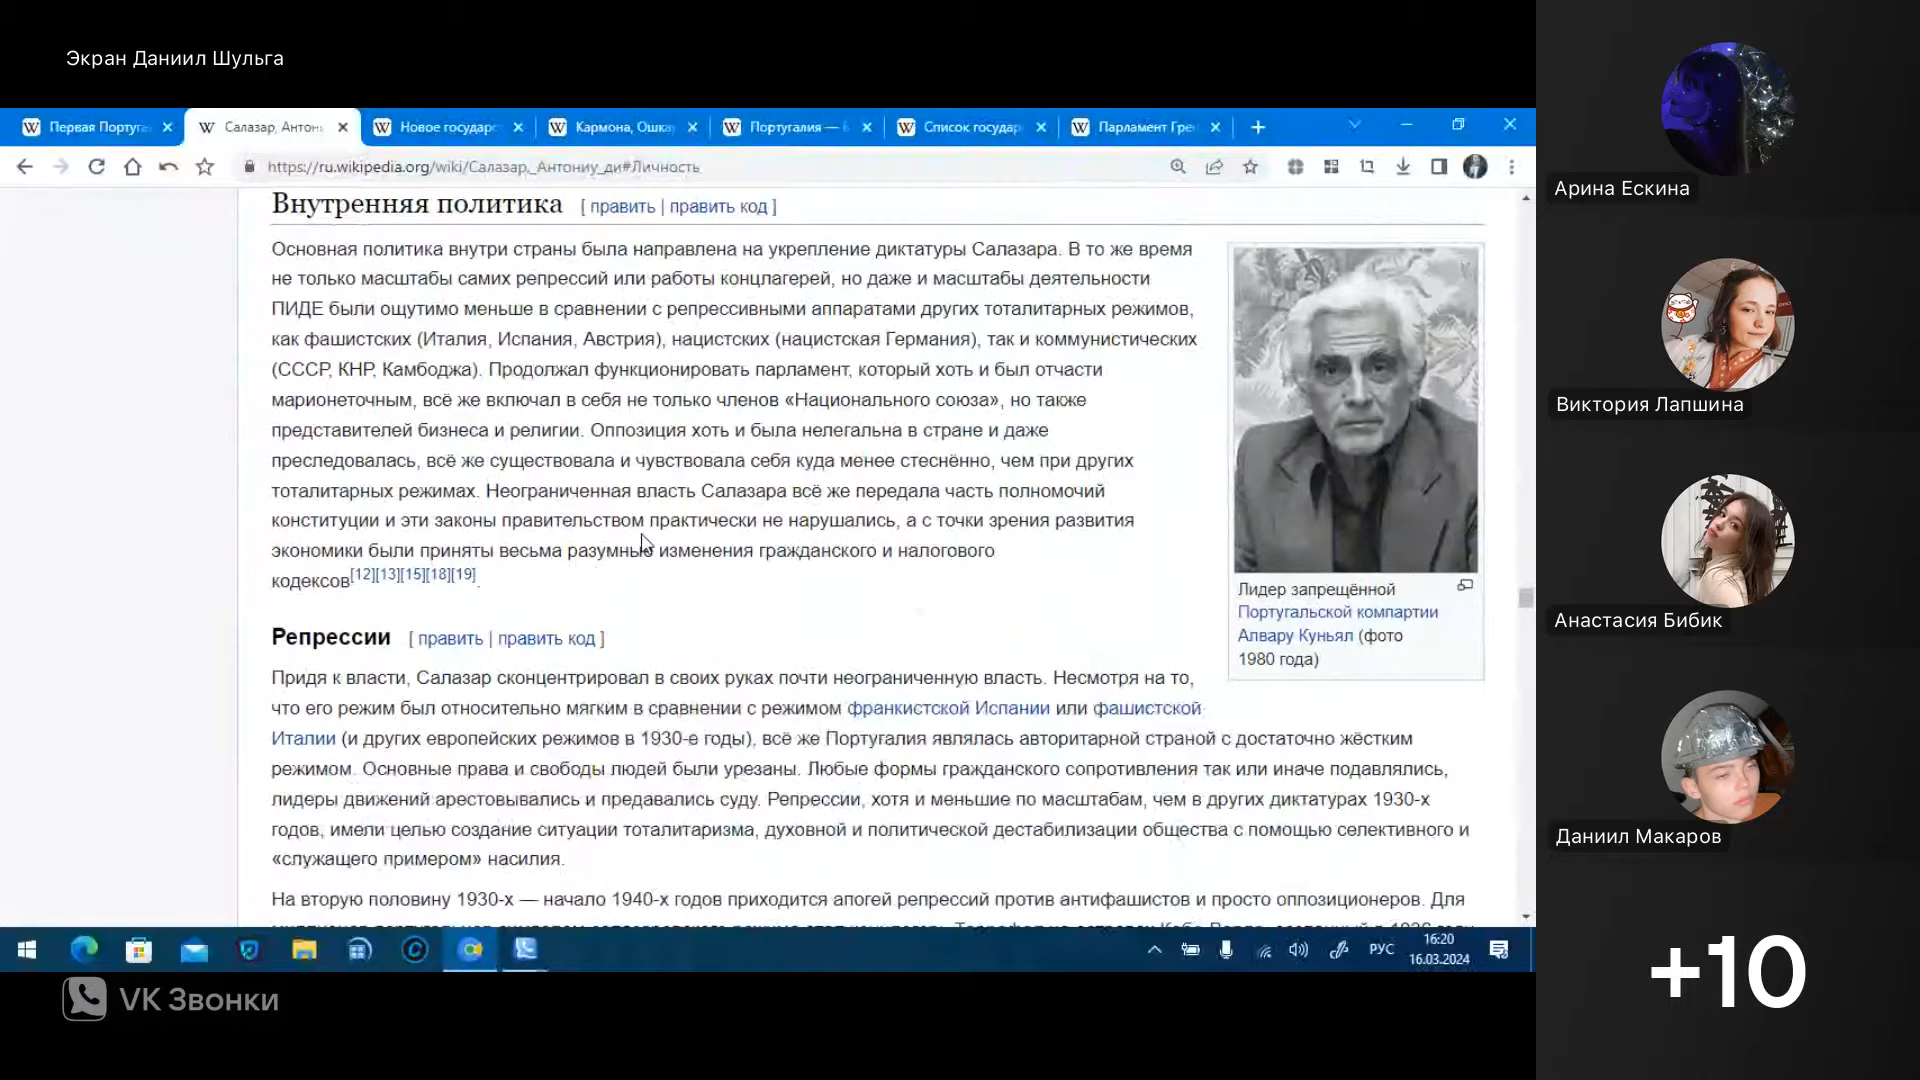 Экран Даниил Шульга
Первая Португа
Салазар, Антони
Новое государс
Кармона, Ошка
Португалия —
Список государ
Парламент Гре
https://ru.wikipedia.org/wiki/Салазар,_Антониу_ди#Личность
Внутренняя политика [ править | править код ]
Основная политика внутри страны была направлена на укрепление диктатуры Салазара. В то же время
не только масштабы самих репрессий или работы концлагерей, но даже и масштабы деятельности
ПИДЕ были ощутимо меньше в сравнении с репрессивными аппаратами других тоталитарных режимов,
как фашистских (Италия, Испания, Австрия), нацистских (нацистская Германия), так и коммунистических
(СССР, КНР, Камбоджа). Продолжал функционировать парламент, который хоть и был отчасти
марионеточным, всё же включал в себя не только членов «Национального союза», но также
представителей бизнеса и религии. Оппозиция хоть и была нелегальна в стране и даже
преследовалась, всё же существовала и чувствовала себя куда менее стеснённо, чем при других
тоталитарных режимах. Неограниченная власть Салазара всё же передала часть полномочий
конституции и эти законы правительством практически не нарушались, а с точки зрения развития
экономики были приняты весьма разумные изменения гражданского и налогового
кодексов[12][13][15][18][19].
Лидер запрещённой
Португальской компартии
Алвару Куньял (фото
1980 года)
Репрессии [ править | править код ]
Придя к власти, Салазар сконцентрировал в своих руках почти неограниченную власть. Несмотря на то,
что его режим был относительно мягким в сравнении с режимом франкистской Испании или фашистской
Италии (и других европейских режимов в 1930-е годы), всё же Португалия являлась авторитарной страной с достаточно жёстким
режимом. Основные права и свободы людей были урезаны. Любые формы гражданского сопротивления так или иначе подавлялись,
лидеры движений арестовывались и предавались суду. Репрессии, хотя и меньшие по масштабам, чем в других диктатурах 1930-х
годов, имели целью создание ситуации тоталитаризма, духовной и политической дестабилизации общества с помощью селективного и
«служащего примером» насилия.
На вторую половину 1930-х — начало 1940-х годов приходится апогей репрессий против антифашистов и просто оппозиционеров. Для
РУС
16:20
16.03.2024
VK Звонки
Арина Ескина
Виктория Лапшина
Анастасия Бибик
Даниил Макаров
+10